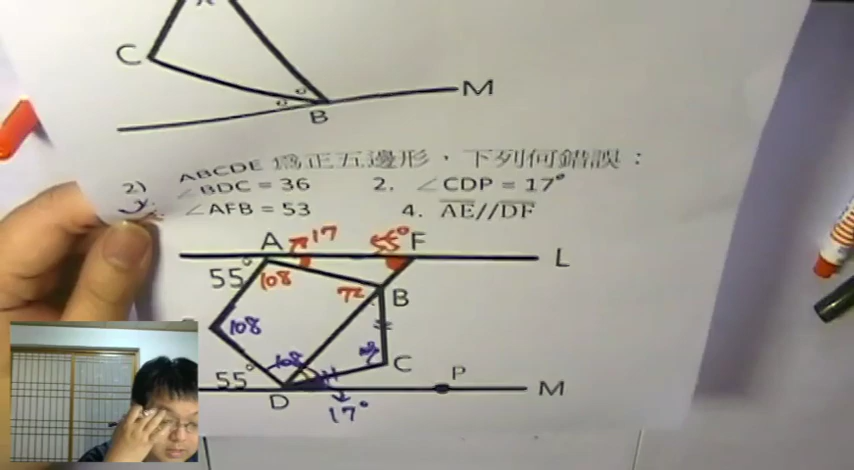 A
C
M
B
2) ABCDE 為正五邊形，下列何錯誤：
∠BDC = 36 2. ∠CDP = 17°
∠AFB = 53 4. AE//DF
A 17 55° F L
55° 108
72 B
108
108 C
55° P
D M
17°